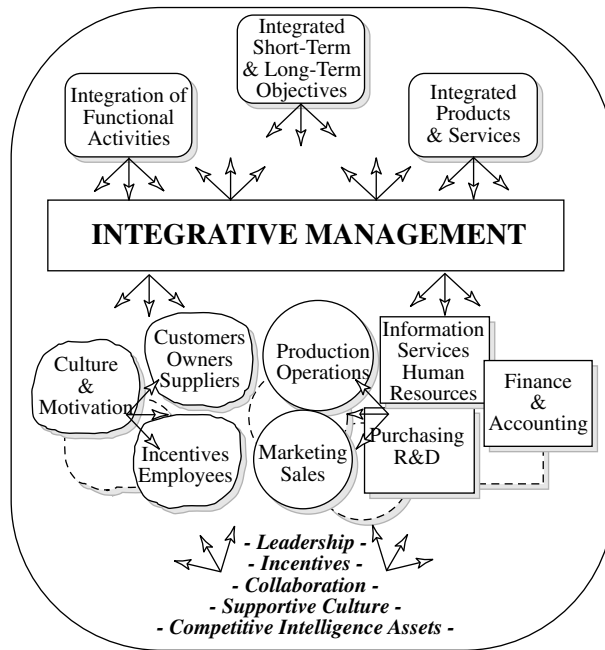 Integrated
Short-Term
& Long-Term
Objectives
Integration of
Functional
Activities
Integrated
Products
& Services
INTEGRATIVE MANAGEMENT
Culture
&
Motivation
Customers
Owners
Suppliers
Incentives
Employees
Production
Operations
Marketing
Sales
Information
Services
Human
Resources
Purchasing
R&D
Finance
&
Accounting
- Leadership -
- Incentives -
- Collaboration -
- Supportive Culture -
- Competitive Intelligence Assets -